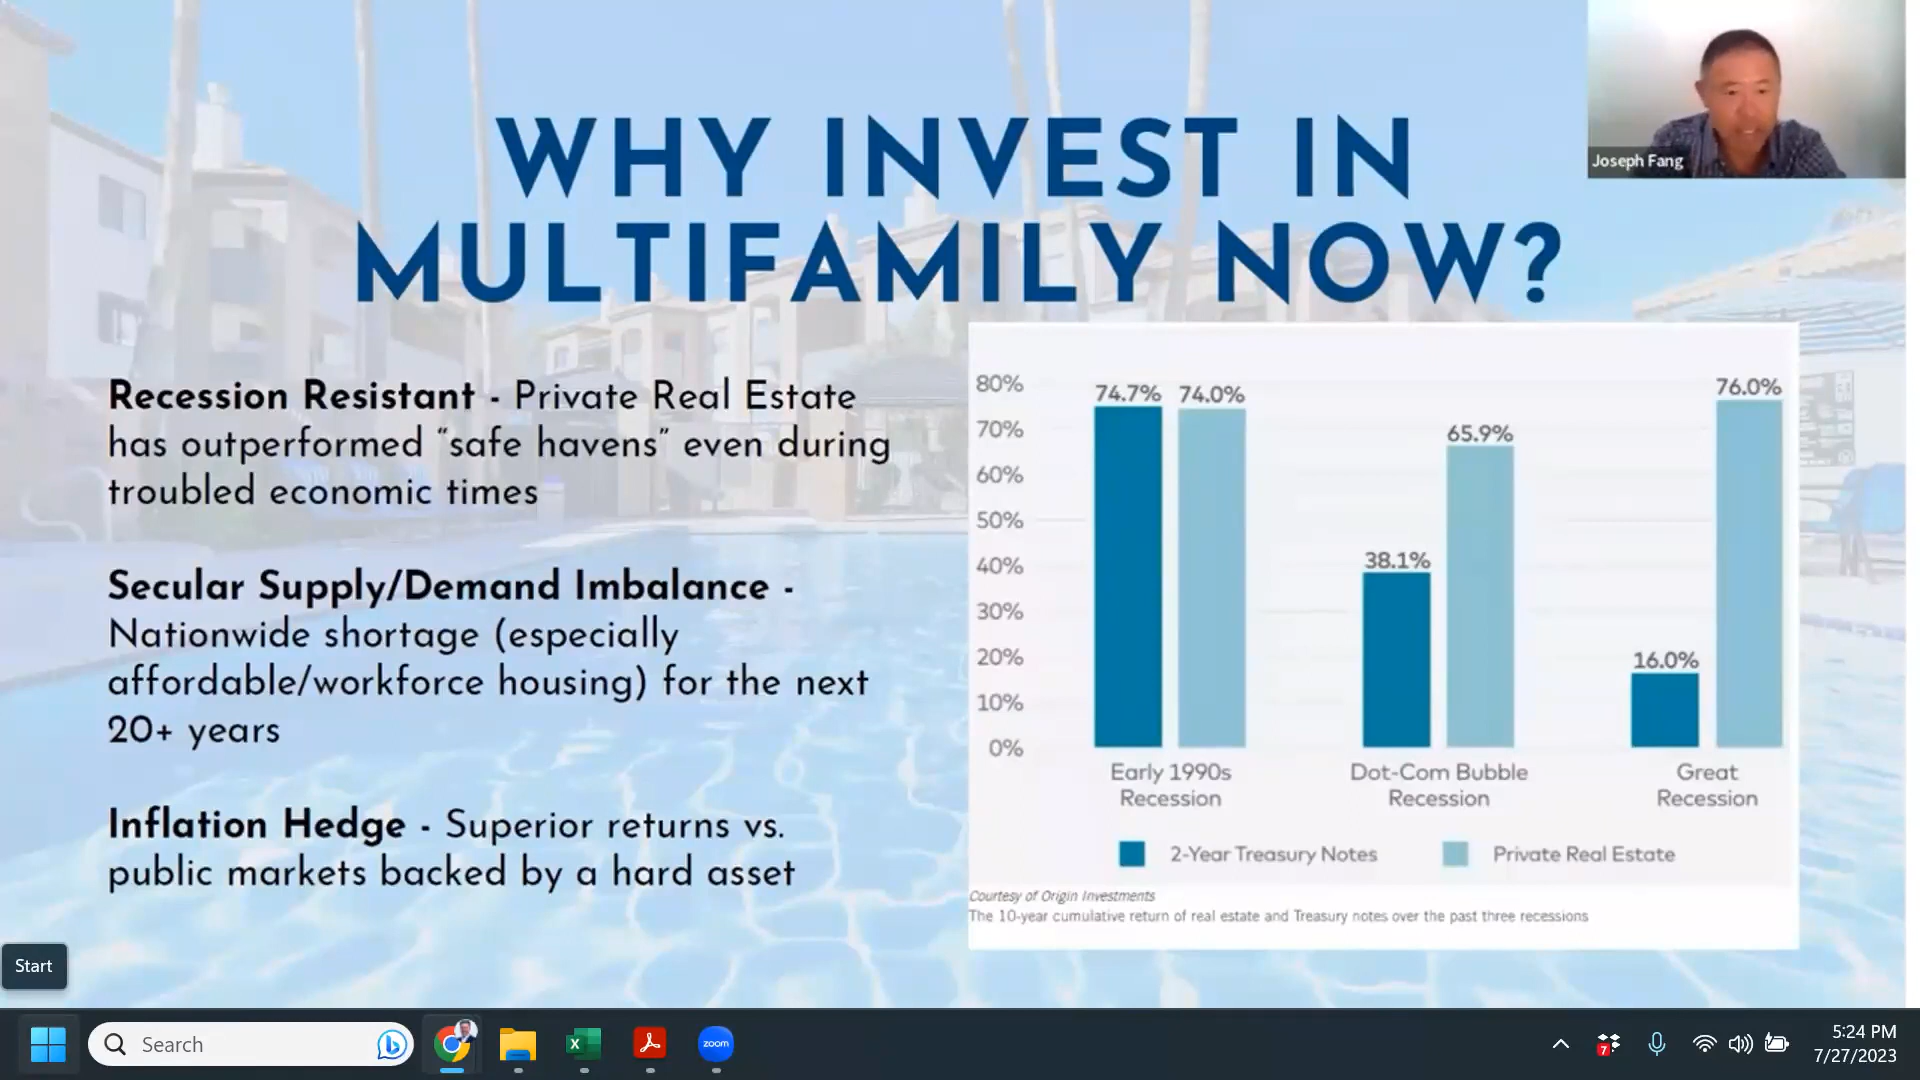 WHY INVEST IN
MULTIFAMILY NOW?
Joseph Fang
Recession Resistant - Private Real Estate
has outperformed “safe havens” even during
troubled economic times
Secular Supply/Demand Imbalance -
Nationwide shortage (especially
affordable/workforce housing) for the next
20+ years
Inflation Hedge - Superior returns vs.
public markets backed by a hard asset
80%
70%
60%
50%
40%
30%
20%
10%
0%
74.7% 74.0%
38.1% 65.9%
16.0% 76.0%
Early 1990s
Recession
Dot-Com Bubble
Recession
Great
Recession
2-Year Treasury Notes Private Real Estate
Courtesy of Origin Investments
The 10-year cumulative return of real estate and Treasury notes over the past three recessions
Start
Search
zoom
7
5:24 PM
7/27/2023